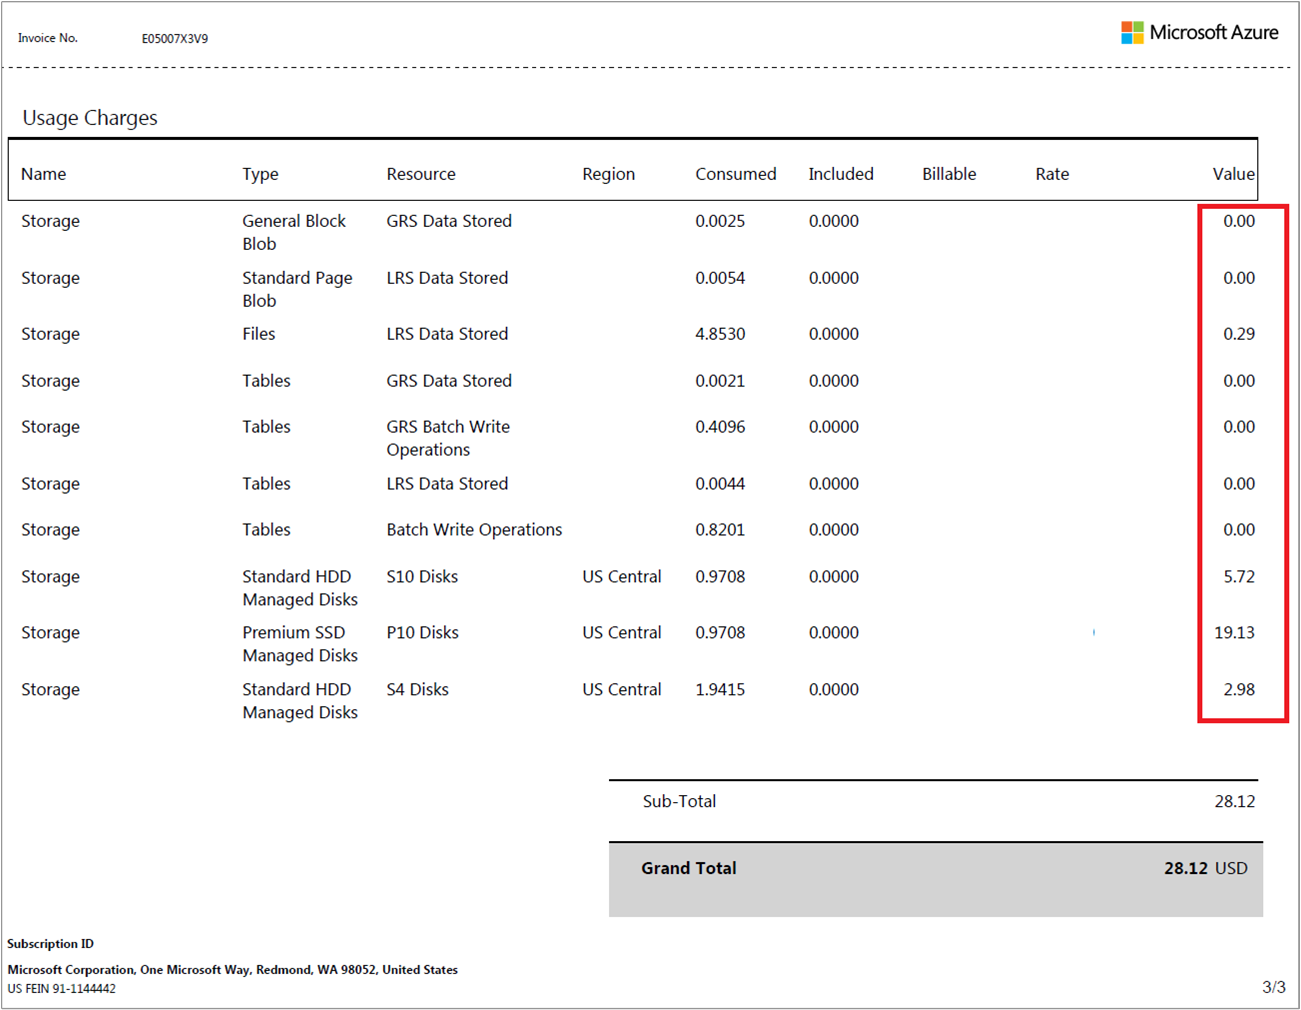 Invoice No. E05007X3V9
Microsoft Azure
Usage Charges
Name Type Resource Region Consumed Included Billable Rate Value
Storage General Block GRS Data Stored 0.0025 0.0000 0.00
Blob
Storage Standard Page LRS Data Stored 0.0054 0.0000 0.00
Blob
Storage Files LRS Data Stored 4.8530 0.0000 0.29
Storage Tables GRS Data Stored 0.0021 0.0000 0.00
Storage Tables GRS Batch Write 0.4096 0.0000 0.00
Operations
Storage Tables LRS Data Stored 0.0044 0.0000 0.00
Storage Tables Batch Write Operations 0.8201 0.0000 0.00
Storage Standard HDD S10 Disks US Central 0.9708 0.0000 5.72
Managed Disks
Storage Premium SSD P10 Disks US Central 0.9708 0.0000 19.13
Managed Disks
Storage Standard HDD S4 Disks US Central 1.9415 0.0000 2.98
Managed Disks
Sub-Total 28.12
Grand Total 28.12 USD
Subscription ID
Microsoft Corporation, One Microsoft Way, Redmond, WA 98052, United States
US FEIN 91-1144442
3/3